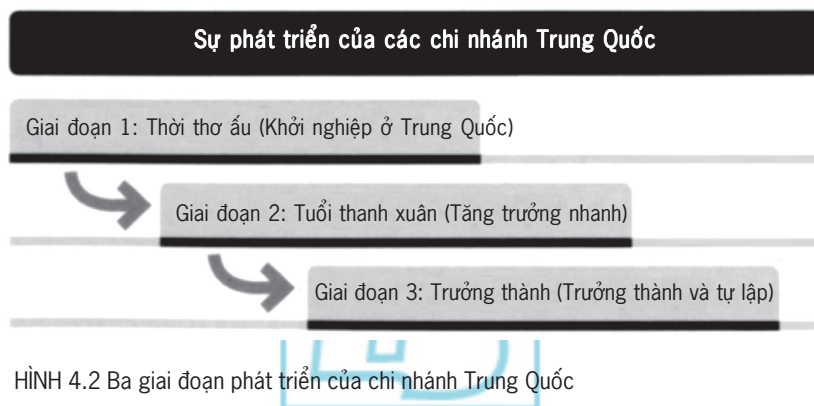 Sự phát triển của các chi nhánh Trung Quốc
Giai đoạn 1: Thời thơ ấu (Khởi nghiệp ở Trung Quốc)
Giai đoạn 2: Tuổi thanh xuân (Tăng trưởng nhanh)
Giai đoạn 3: Trưởng thành (Trưởng thành và tự lập)
HÌNH 4.2 Ba giai đoạn phát triển của chi nhánh Trung Quốc